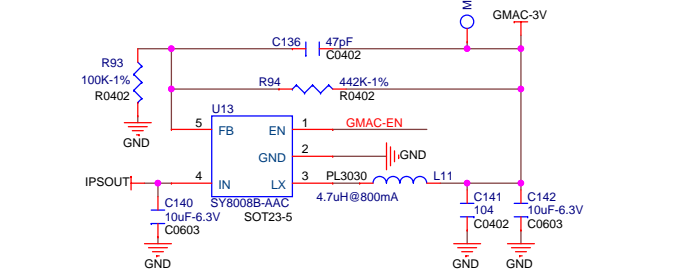 M
GMAC-3V
C136
47pF
C0402
R93
100K-1%
R0402
GND
R94
442K-1%
R0402
U13
5
FB
EN
1
GMAC-EN
GND
2
GND
IPSOUT
4
IN
LX
3
PL3030
L11
4.7uH@800mA
SY8008B-AAC
SOT23-5
C140
10uF-6.3V
C0603
GND
C141
104
C0402
GND
C142
10uF-6.3V
C0603
GND